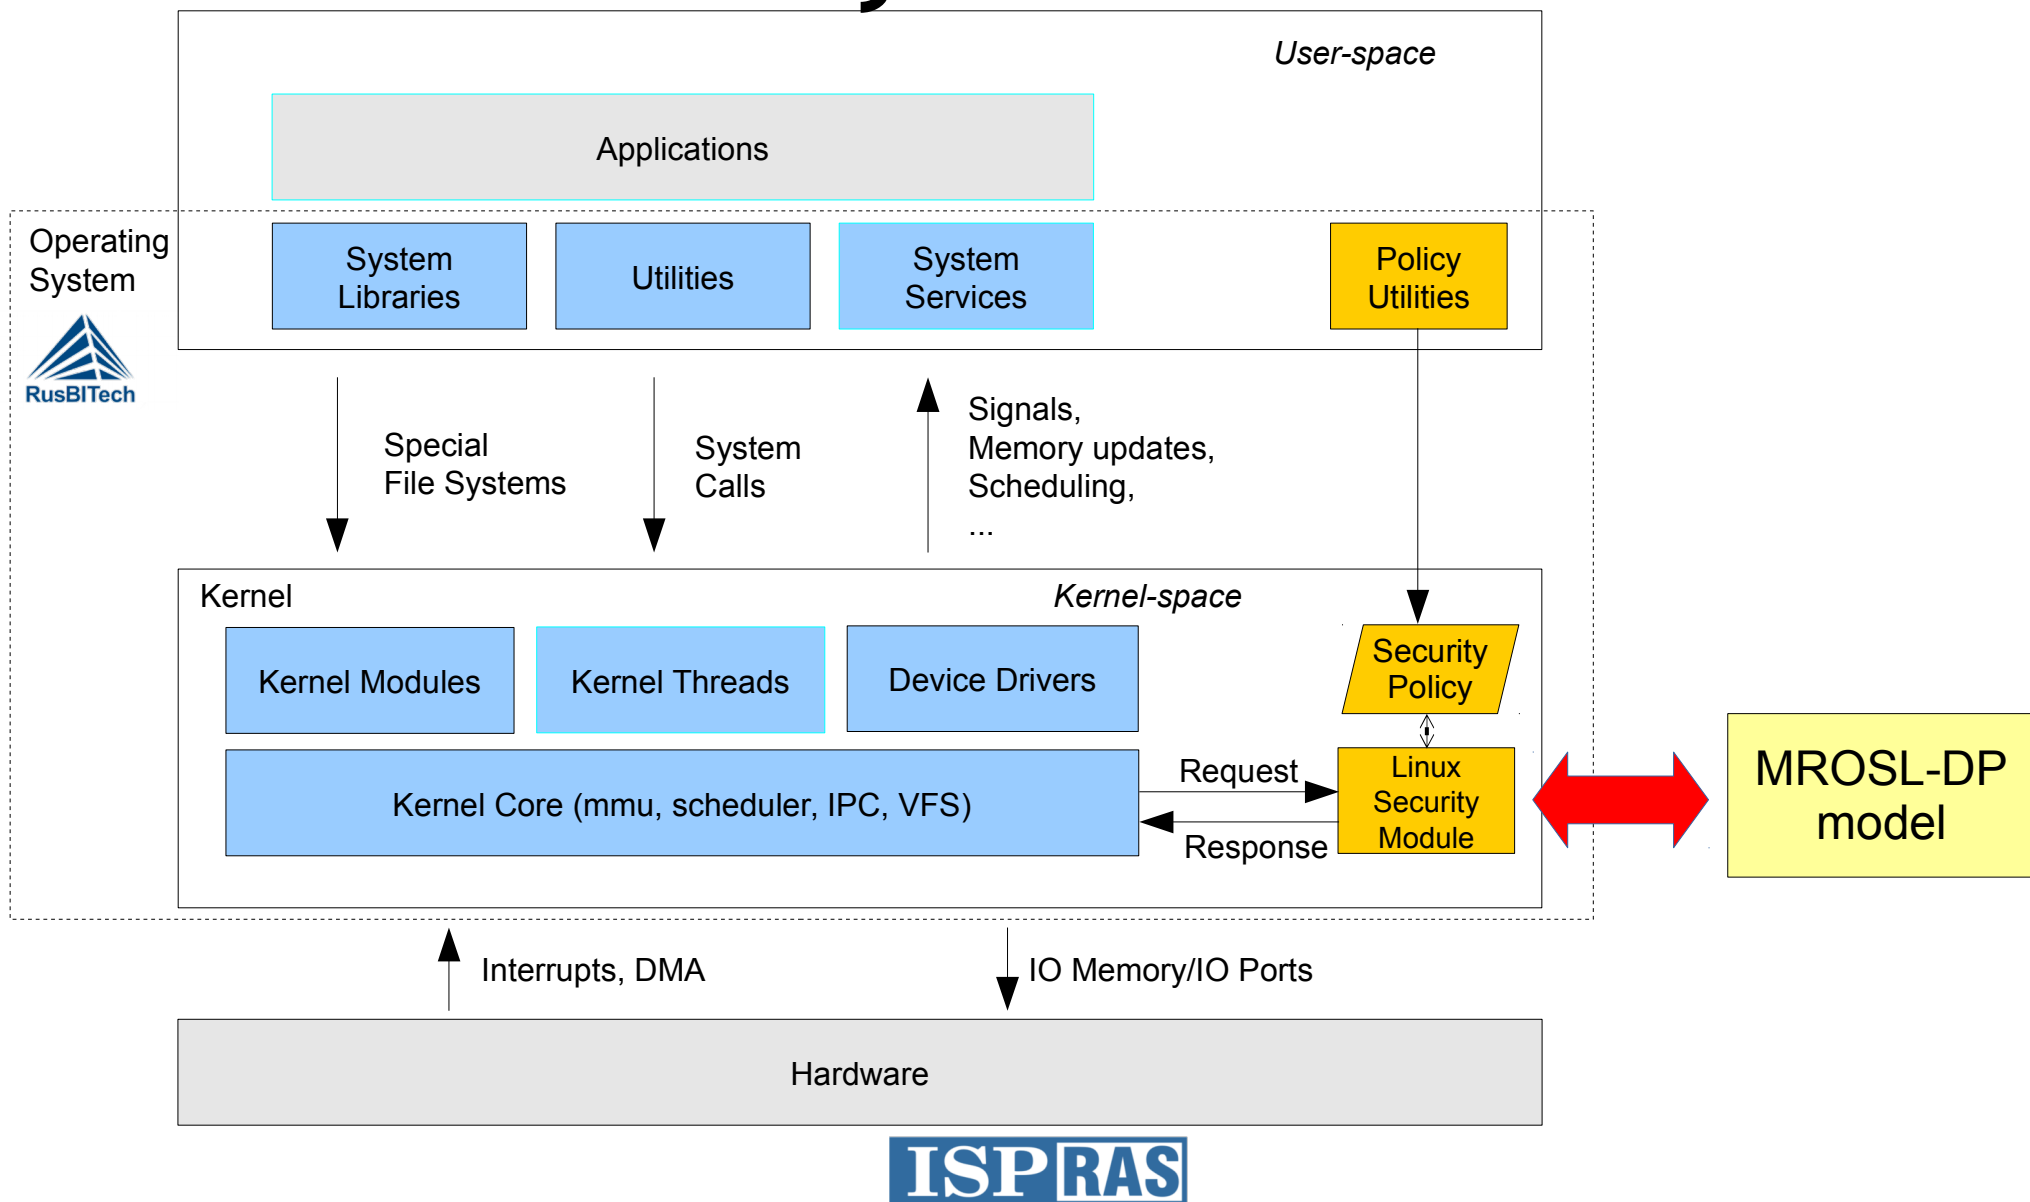 User-space
Applications
Operating
System
System
Libraries
Utilities
System
Services
Policy
Utilities
RusBITech
Special
File Systems
System
Calls
Signals,
Memory updates,
Scheduling,
...
Kernel
Kernel-space
Kernel Modules
Kernel Threads
Device Drivers
Security
Policy
Kernel Core (mmu, scheduler, IPC, VFS)
Request
Response
Linux
Security
Module
MROSL-DP
model
Interrupts, DMA
IO Memory/IO Ports
Hardware
ISPRAS